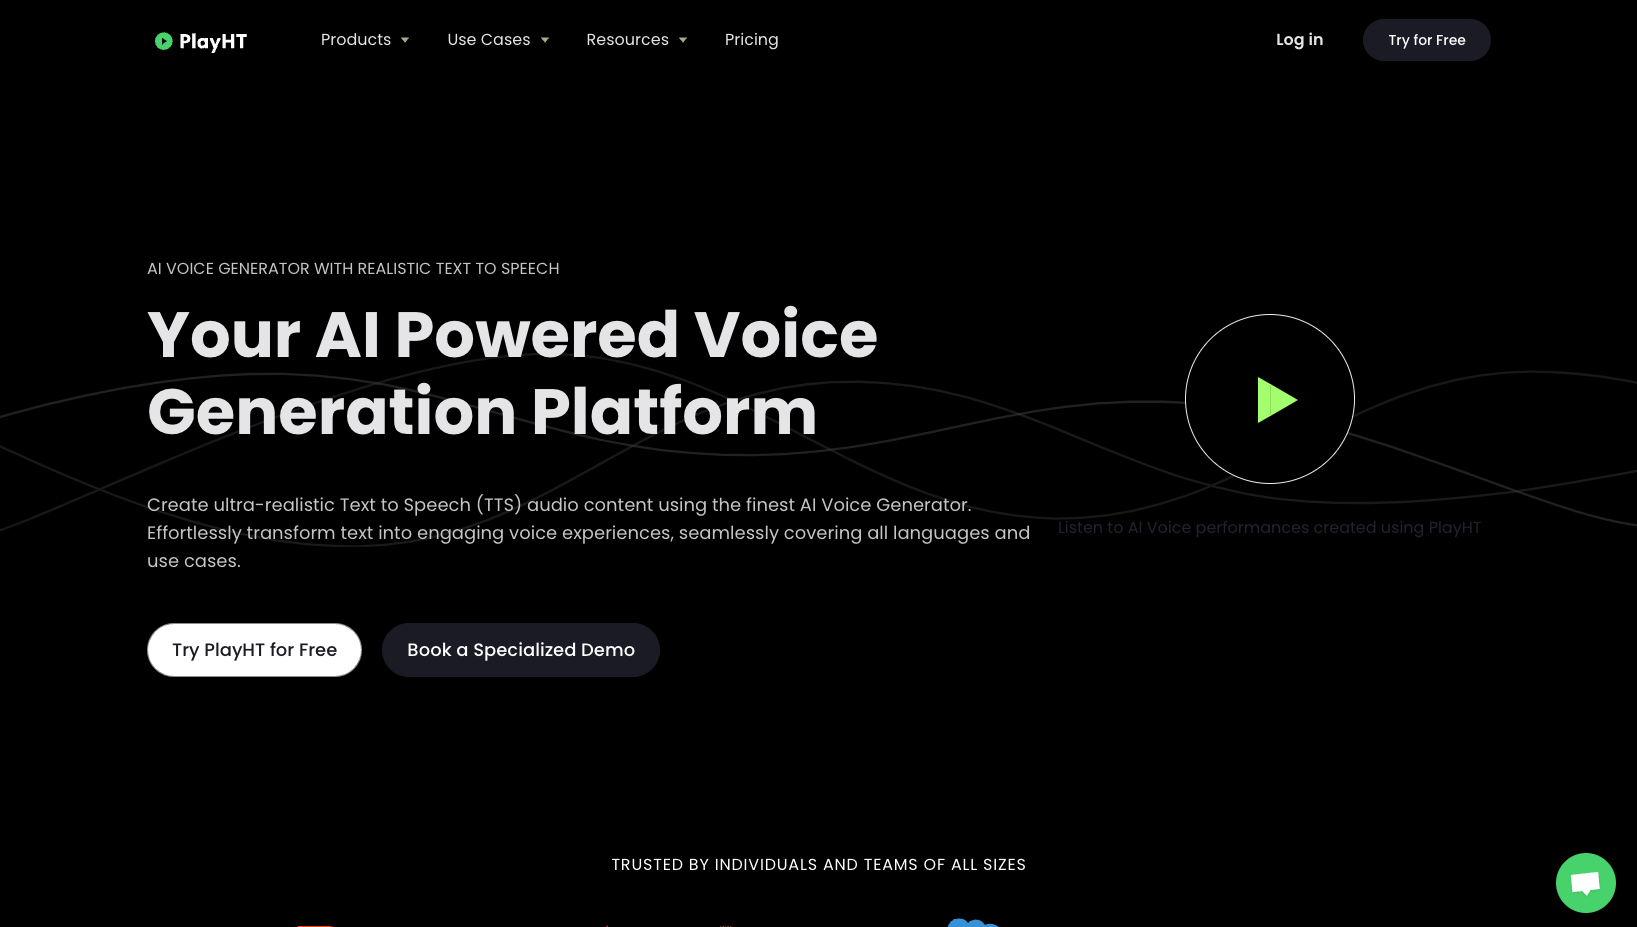 PlayHT
Products
Use Cases
Resources
Pricing
Log in
Try for Free
AI VOICE GENERATOR WITH REALISTIC TEXT TO SPEECH
Your AI Powered Voice
Generation Platform
Create ultra-realistic Text to Speech (TTS) audio content using the finest AI Voice Generator.
Effortlessly transform text into engaging voice experiences, seamlessly covering all languages and
use cases.
Listen to AI Voice performances created using PlayHT
Try PlayHT for Free
Book a Specialized Demo
TRUSTED BY INDIVIDUALS AND TEAMS OF ALL SIZES